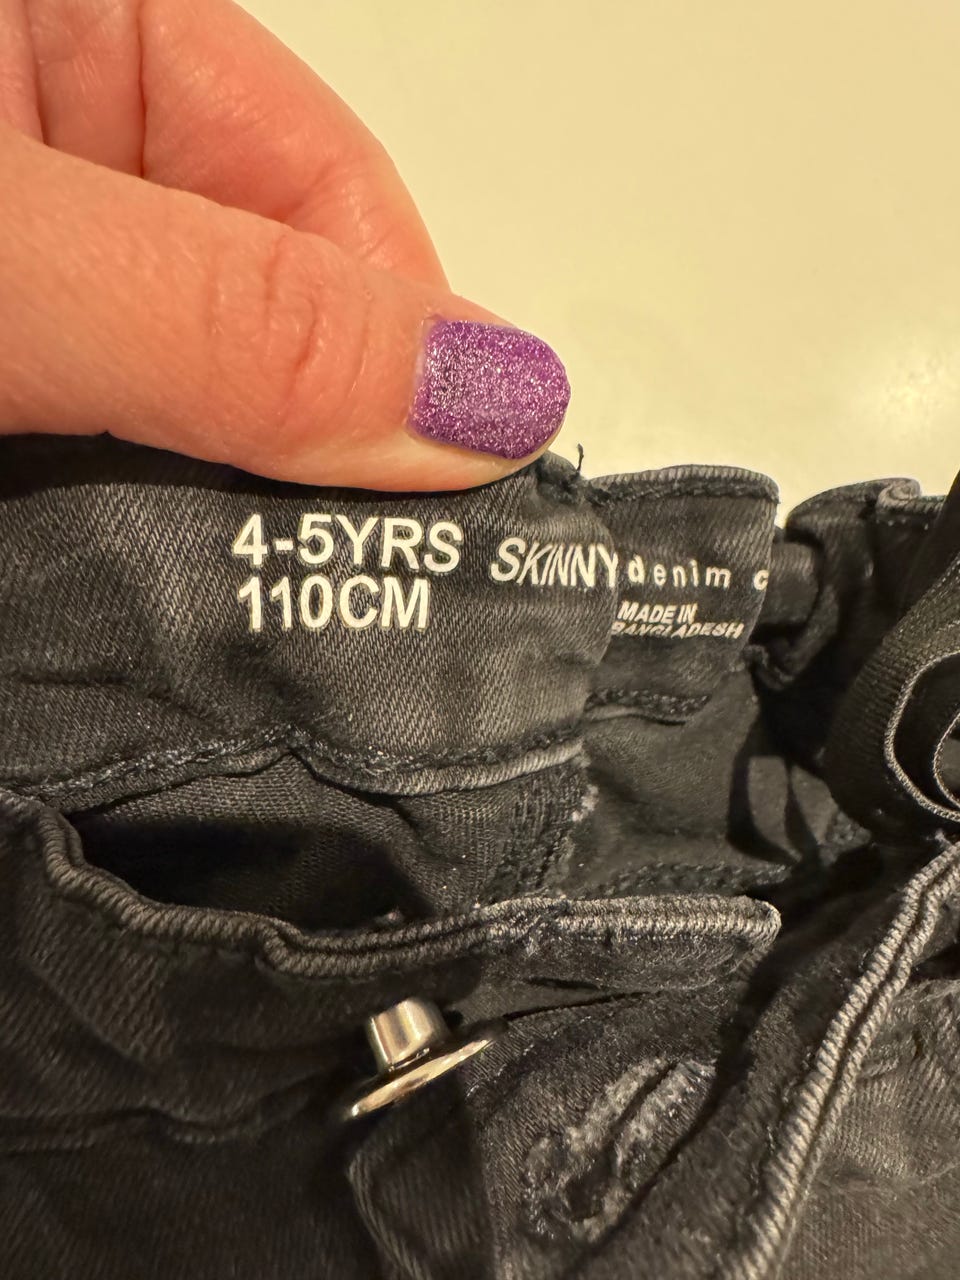 4-5YRS
110CM
SKINNY
denim c
MADE IN
BANGLADESH